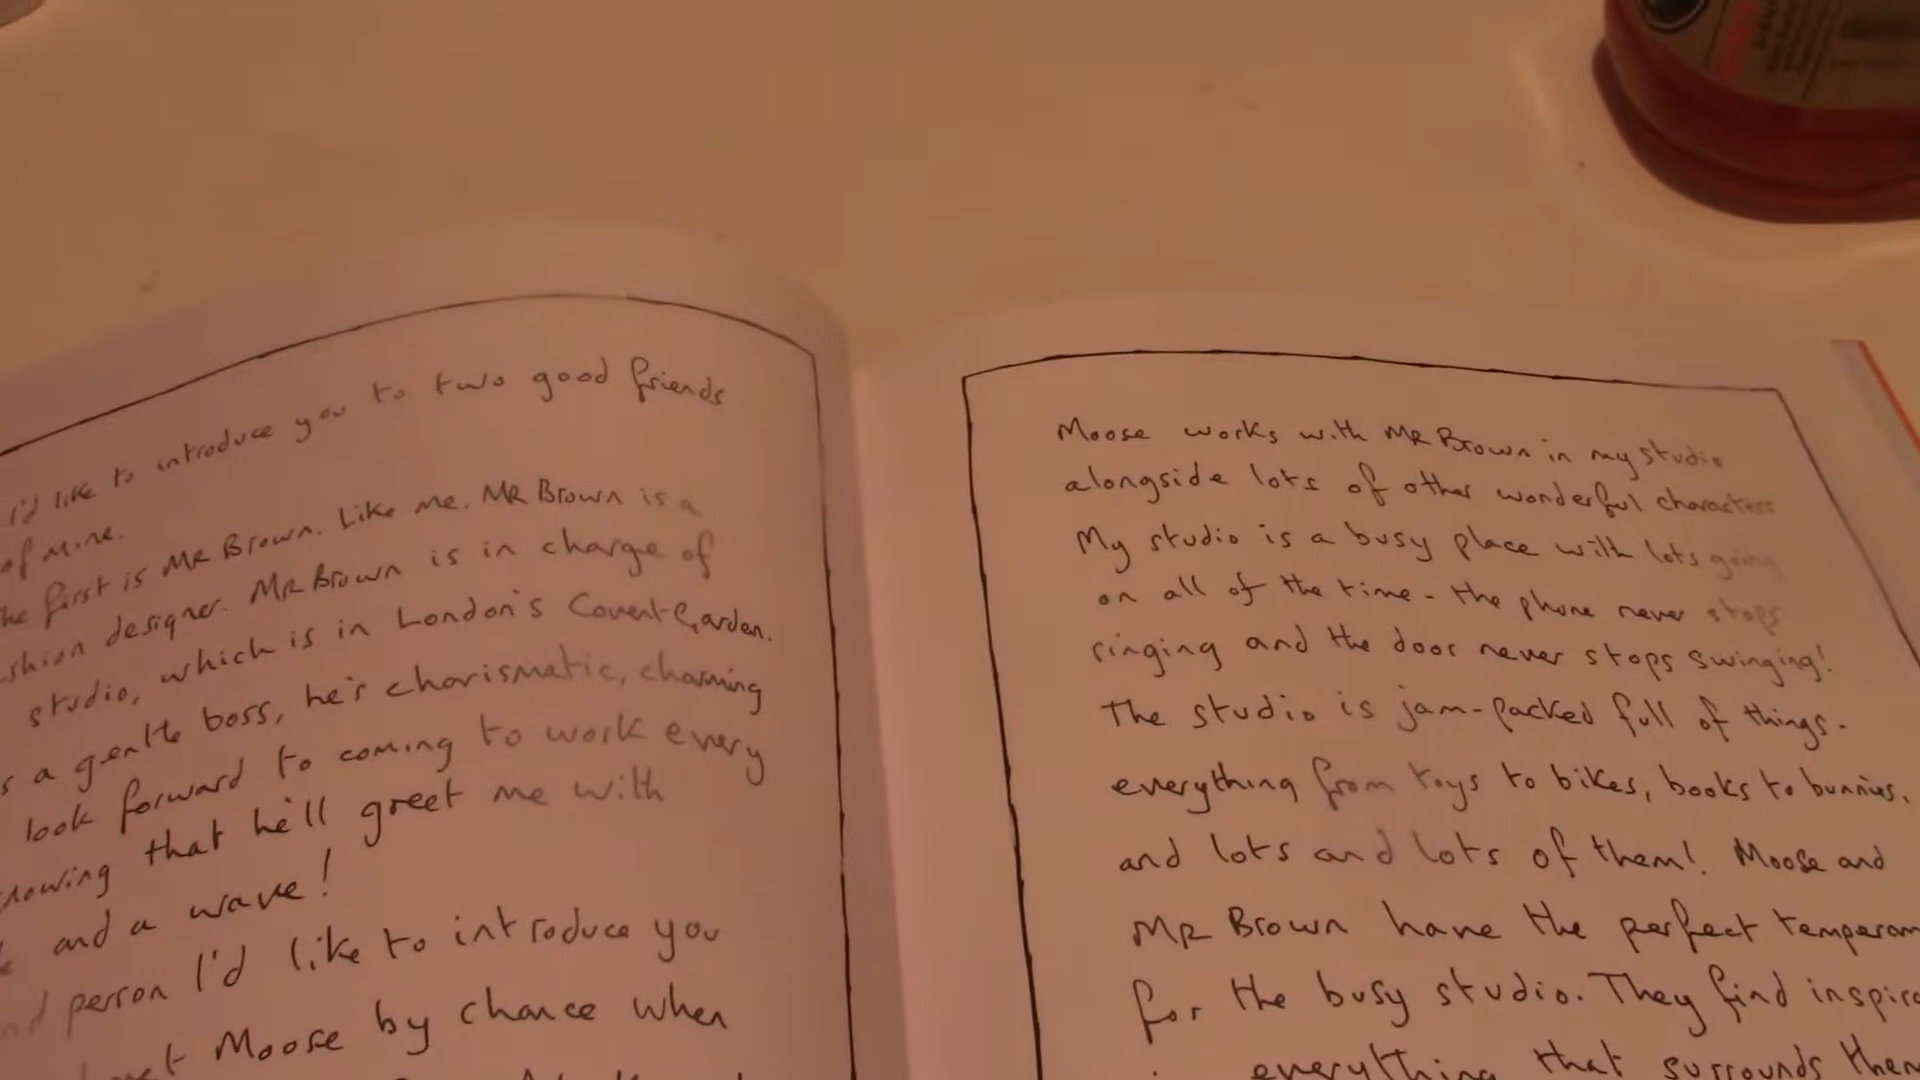 I'd like to introduce you to two good friends
of mine.
The first is MR Brown. Like me, MR Brown is a
designer. MR Brown is in charge of
studio, which is in London's Covent Garden.
a gentle boss, he's charismatic, charming
look forward to coming to work every
knowing that he'll greet me with
and a wave!
person I'd like to introduce you
Moose by chance when
Moose works with MR Brown in my studio
alongside lots of other wonderful characters
My studio is a busy place with lots going
on all of the time - the phone never stops
ringing and the door never stops swinging!
The studio is jam-packed full of things -
everything from toys to bikes, books to bunnies,
and lots and lots of them! Moose and
MR Brown have the perfect
for the busy studio. They find
everything that surrounds them